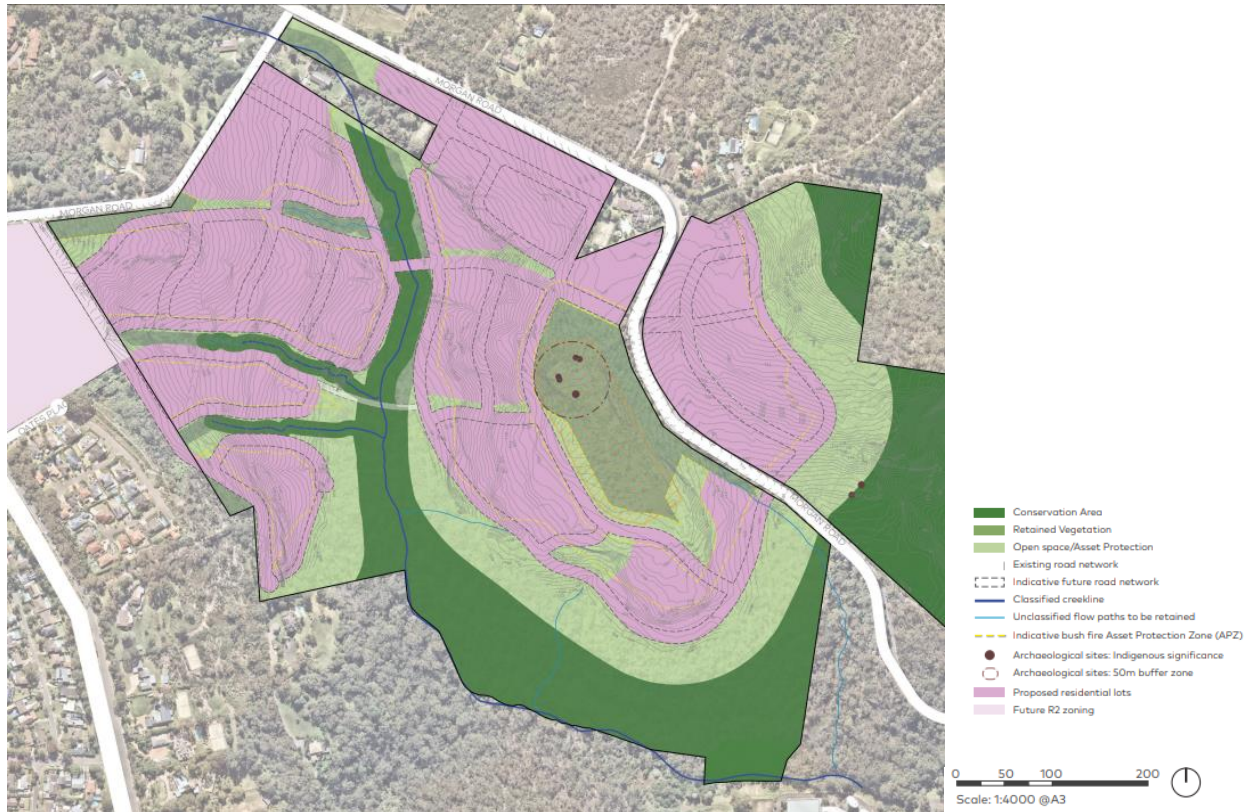 MORGAN ROAD
MORGAN ROAD
OATES PLACE
MORGAN ROAD
Conservation Area
Retained Vegetation
Open space/Asset Protection
Existing road network
Indicative future road network
Classified creekline
Unclassified flow paths to be retained
Indicative bush fire Asset Protection Zone (APZ)
Archaeological sites: Indigenous significance
Archaeological sites: 50m buffer zone
Proposed residential lots
Future R2 zoning
0 50 100 200
Scale: 1:4000 @A3